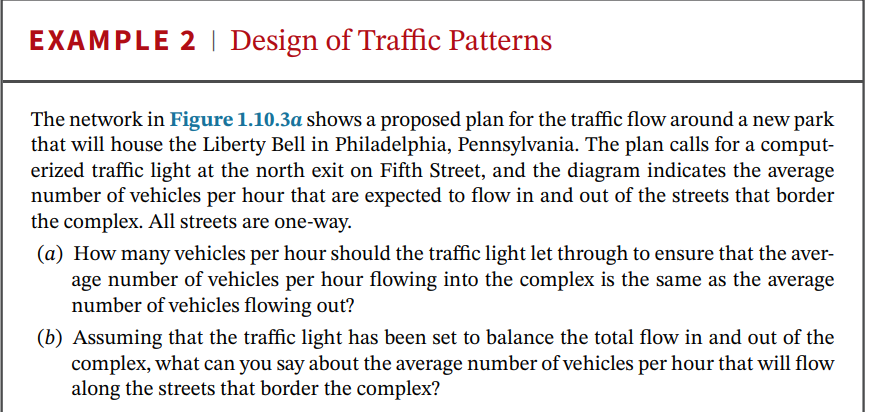 EXAMPLE 2 | Design of Traffic Patterns
The network in Figure 1.10.3a shows a proposed plan for the traffic flow around a new park
that will house the Liberty Bell in Philadelphia, Pennsylvania. The plan calls for a comput-
erized traffic light at the north exit on Fifth Street, and the diagram indicates the average
number of vehicles per hour that are expected to flow in and out of the streets that border
the complex. All streets are one-way.
(a) How many vehicles per hour should the traffic light let through to ensure that the aver-
age number of vehicles per hour flowing into the complex is the same as the average
number of vehicles flowing out?
(b) Assuming that the traffic light has been set to balance the total flow in and out of the
complex, what can you say about the average number of vehicles per hour that will flow
along the streets that border the complex?